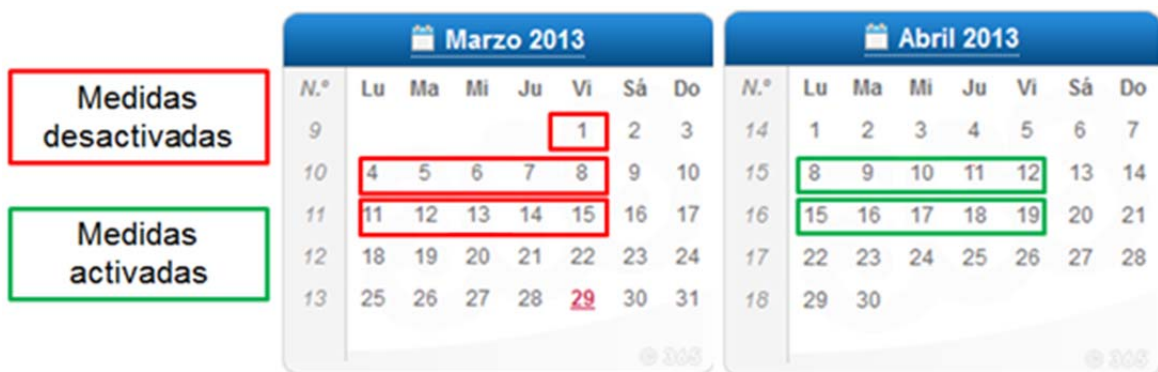 Medidas
desactivadas
Medidas
activadas
Marzo 2013
N.º Lu Ma Mi Ju Vi Sá Do
9 1 2 3
10 4 5 6 7 8 9 10
11 11 12 13 14 15 16 17
12 18 19 20 21 22 23 24
13 25 26 27 28 29 30 31
© 365
Abril 2013
N.º Lu Ma Mi Ju Vi Sá Do
14 1 2 3 4 5 6 7
15 8 9 10 11 12 13 14
16 15 16 17 18 19 20 21
17 22 23 24 25 26 27 28
18 29 30
© 365